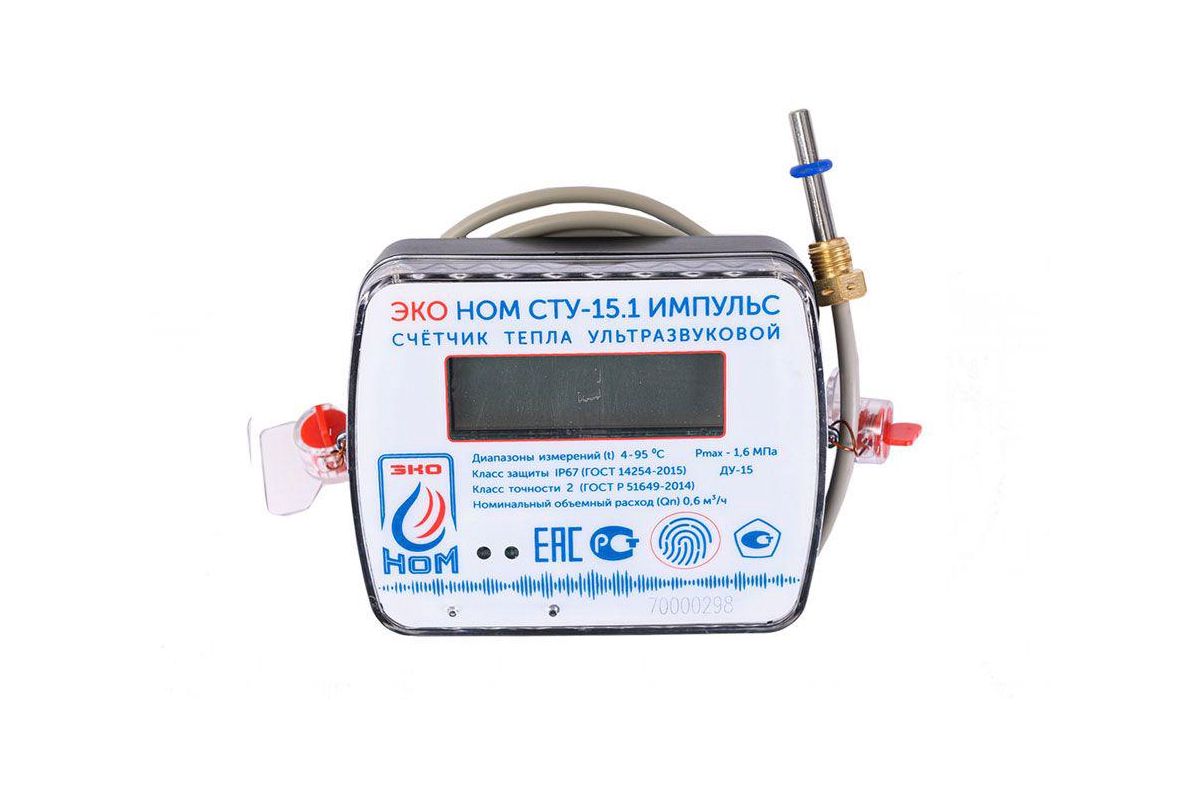 ЭКО НОМ СТУ-15.1 ИМПУЛЬС
СЧЁТЧИК ТЕПЛА УЛЬТРАЗВУКОВОЙ
Диапазоны измерений (t) 4-95 °C Pmax - 1,6 МПа
Класс защиты IP67 (ГОСТ 14254-2015) ДУ-15
Класс точности 2 (ГОСТ Р 51649-2014)
Номинальный объемный расход (Qn) 0,6 м³/ч
ЭКО
НОМ
ЕАС РСТ
70000298